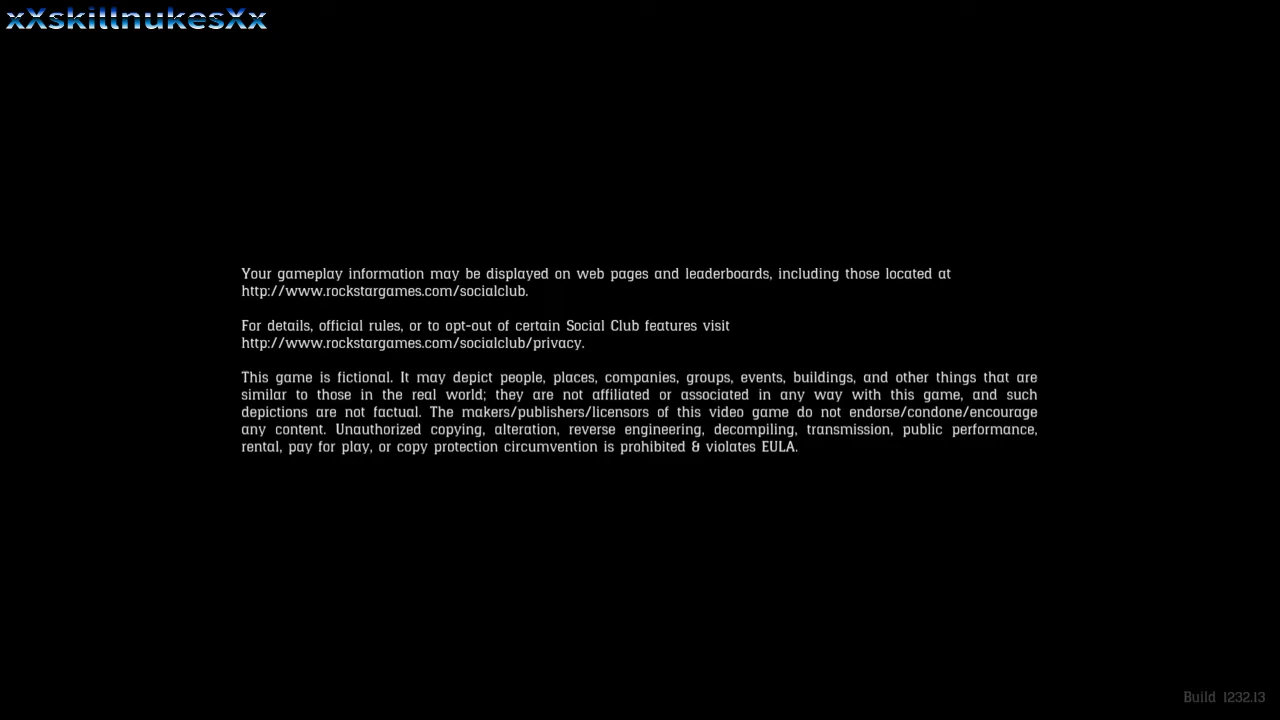 xXskillnukesXx
Your gameplay information may be displayed on web pages and leaderboards, including those located at
http://www.rockstargames.com/socialclub.
For details, official rules, or to opt-out of certain Social Club features visit
http://www.rockstargames.com/socialclub/privacy.
This game is fictional. It may depict people, places, companies, groups, events, buildings, and other things that are
similar to those in the real world; they are not affiliated or associated in any way with this game, and such
depictions are not factual. The makers/publishers/licensors of this video game do not endorse/condone/encourage
any content. Unauthorized copying, alteration, reverse engineering, decompiling, transmission, public performance,
rental, pay for play, or copy protection circumvention is prohibited & violates EULA.
Build 1232.13